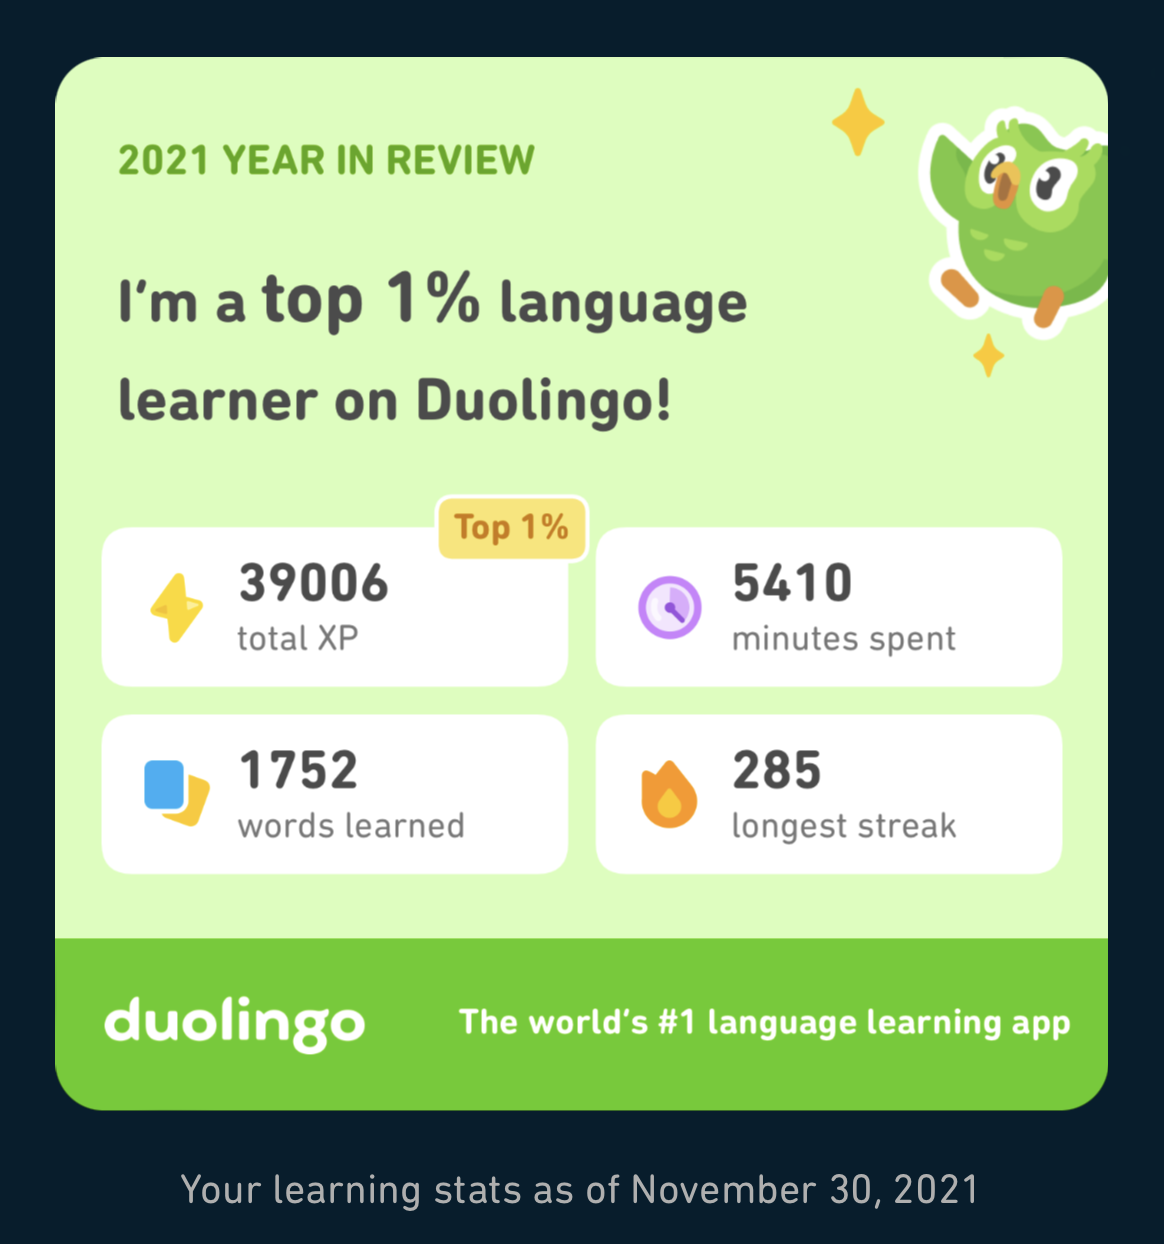 2021 YEAR IN REVIEW
I'm a top 1% language
learner on Duolingo!
Top 1%
39006
total XP
5410
minutes spent
1752
words learned
285
longest streak
duolingo
The world's #1 language learning app
Your learning stats as of November 30, 2021